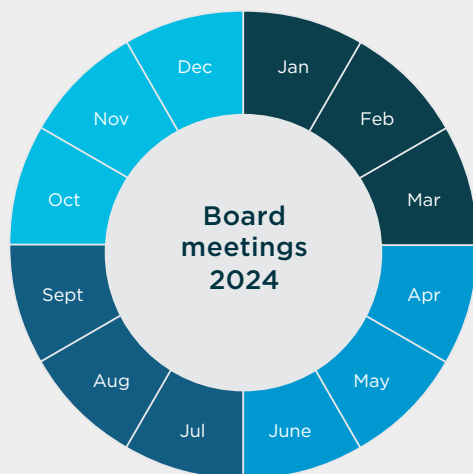 Jan
Feb
Mar
Apr
May
June
Jul
Aug
Sept
Oct
Nov
Dec
Board
meetings
2024